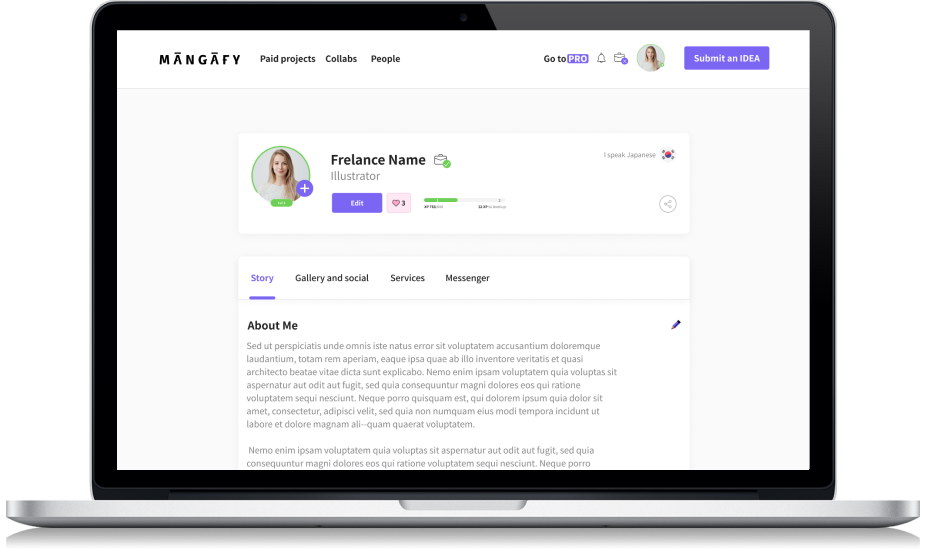 MĀNGĀFY
Paid projects Collabs People
Go to PRO
Submit an IDEA
Frelance Name
Illustrator
I speak Japanese
Edit
3
Story Gallery and social Services Messenger
About Me
Sed ut perspiciatis unde omnis iste natus error sit voluptatem accusantium doloremque
laudantium, totam rem aperiam, eaque ipsa quae ab illo inventore veritatis et quasi
architecto beatae vitae dicta sunt explicabo. Nemo enim ipsam voluptatem quia voluptas sit
aspernatur aut odit aut fugit, sed quia consequuntur magni dolores eos qui ratione
voluptatem sequi nesciunt. Neque porro quisquam est, qui dolorem ipsum quia dolor sit
amet, consectetur, adipisci velit, sed quia non numquam eius modi tempora incidunt ut
labore et dolore magnam ali--quam quaerat voluptatem.
Nemo enim ipsam voluptatem quia voluptas sit aspernatur aut odit aut fugit, sed quia
consequuntur magni dolores eos qui ratione voluptatem sequi nesciunt. Neque porro